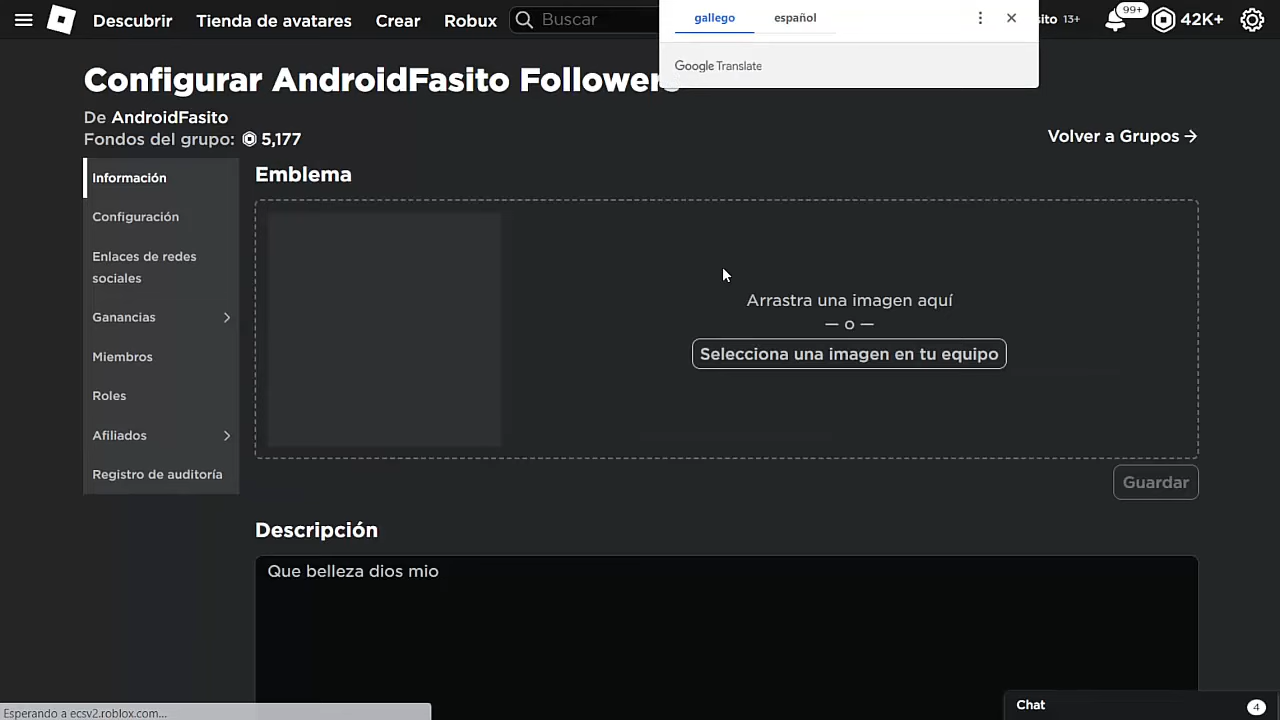 Descubrir
Tienda de avatares
Crear
Robux
Buscar
gallego
español
Google Translate
sito 13+
99+
42K+
Configurar AndroidFasito Followers
De AndroidFasito
Fondos del grupo: 5,177
Volver a Grupos →
Información
Configuración
Enlaces de redes
sociales
Ganancias
Miembros
Roles
Afiliados
Registro de auditoría
Emblema
Arrastra una imagen aquí
— o —
Selecciona una imagen en tu equipo
Guardar
Descripción
Que belleza dios mio
Esperando a ecsv2.roblox.com...
Chat
4